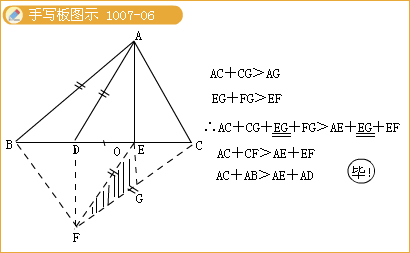 手写板图示 1007-06
A
B
D
O
E
C
G
F
AC+CG>AG
EG+FG>EF
∴AC+CG+EG+FG>AE+EG+EF
AC+CF>AE+EF
AC+AB>AE+AD
毕!